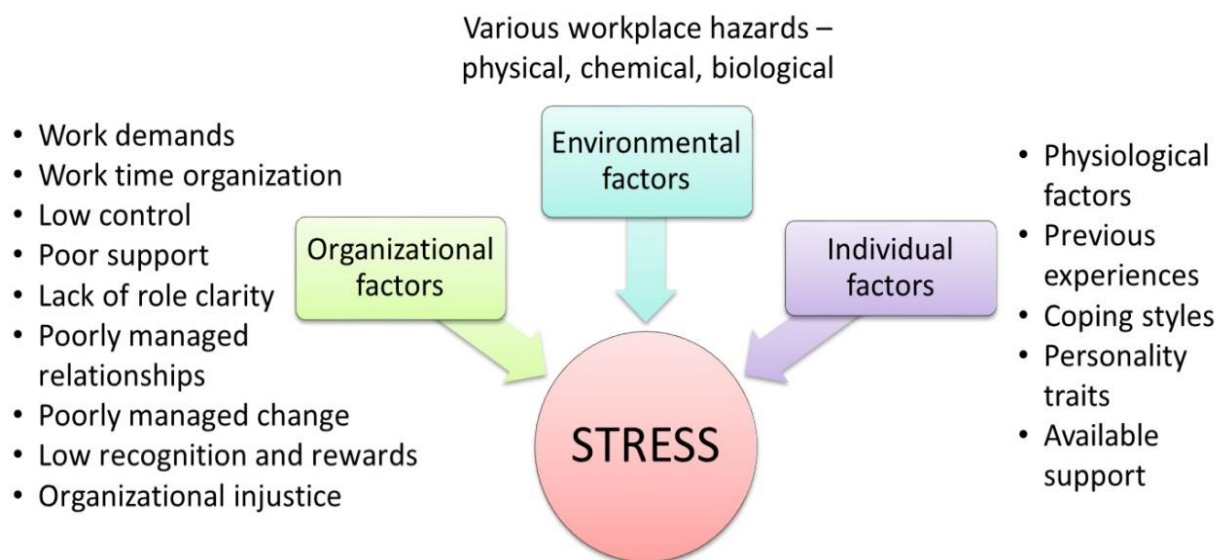 Various workplace hazards –
physical, chemical, biological
Environmental
factors
• Work demands
• Work time organization
• Low control
• Poor support
• Lack of role clarity
• Poorly managed
relationships
• Poorly managed change
• Low recognition and rewards
• Organizational injustice
Organizational
factors
Individual
factors
• Physiological
factors
• Previous
experiences
• Coping styles
• Personality
traits
• Available
support
STRESS